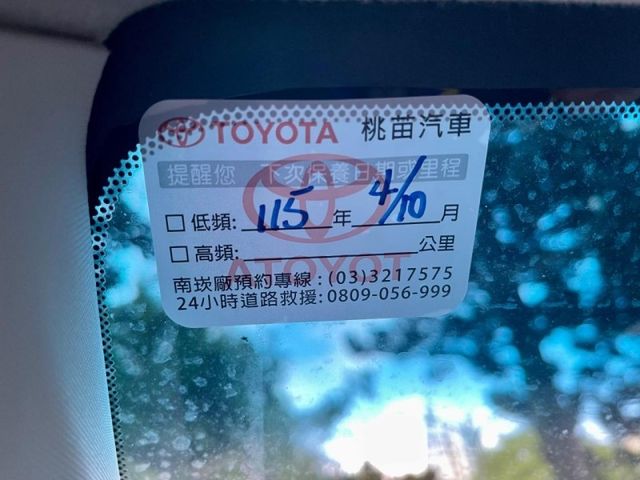 TOYOTA 桃苗汽車
提醒您 下次保養日期或里程
□低頻: 115 年 4/10 月
□高頻: 公里
TOYOTA
南崁廠預約專線:(03)3217575
24小時道路救援:0809-056-999